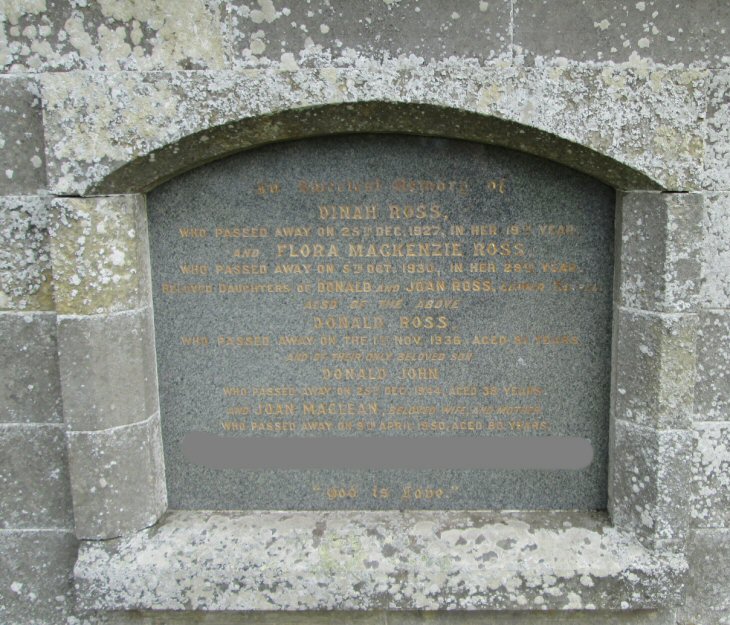 In Loving Memory of
DINAH ROSS,
WHO PASSED AWAY ON 25TH DEC. 1927, IN HER 19TH YEAR,
AND FLORA MACKENZIE ROSS,
WHO PASSED AWAY ON 5TH OCT. 1930, IN HER 29TH YEAR,
BELOVED DAUGHTERS OF DONALD AND JOAN ROSS,
ALSO OF THE ABOVE
DONALD ROSS
WHO PASSED AWAY ON THE 1ST NOV. 1936, AGED YEARS.
AND OF THEIR ONLY BELOVED SON
DONALD JOHN
WHO PASSED AWAY ON 25TH DEC. 1944, AGED 38 YEARS.
AND JOAN MACLEAN, BELOVED WIFE AND MOTHER,
WHO PASSED AWAY ON 9TH APRIL 1950, AGED 80 YEARS.
"God is Love."